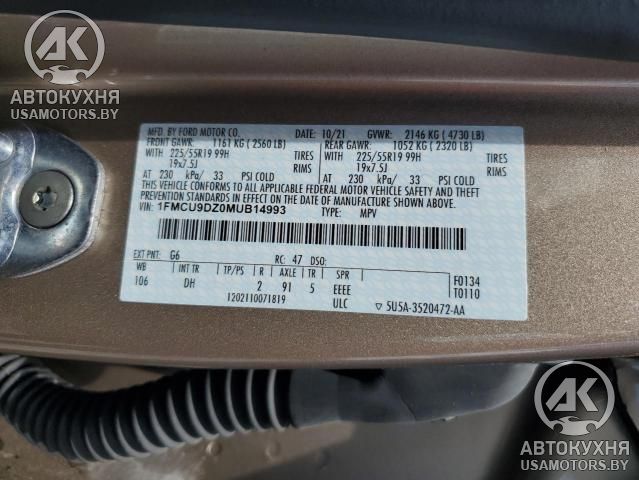 АВТОКУХНЯ
USAMOTORS.BY
MFD. BY FORD MOTOR CO. DATE: 10/21 GVWR: 2146 KG ( 4730 LB)
FRONT GAWR: 1161 KG ( 2560 LB) REAR GAWR: 1052 KG ( 2320 LB)
WITH 225/55R19 99H TIRES WITH 225/55R19 99H TIRES
19x7.5J RIMS 19x7.5J RIMS
AT 230 kPa/ 33 PSI COLD AT 230 kPa/ 33 PSI COLD
THIS VEHICLE CONFORMS TO ALL APPLICABLE FEDERAL MOTOR VEHICLE SAFETY AND
THEFT PREVENTION STANDARDS IN EFFECT ON THE DATE OF MANUFACTURE SHOWN ABOVE.
VIN: 1FMCU9DZ0MUB14993 TYPE: MPV
EXT PNT: G6 RC: 47 DSO:
WB INT TR TP/PS R AXLE TR SPR F0134
106 DH 2 91 5 EEEE T0110
1202110071819 ULC 5U5A-3520472-AA
АВТОКУХНЯ
USAMOTORS.BY